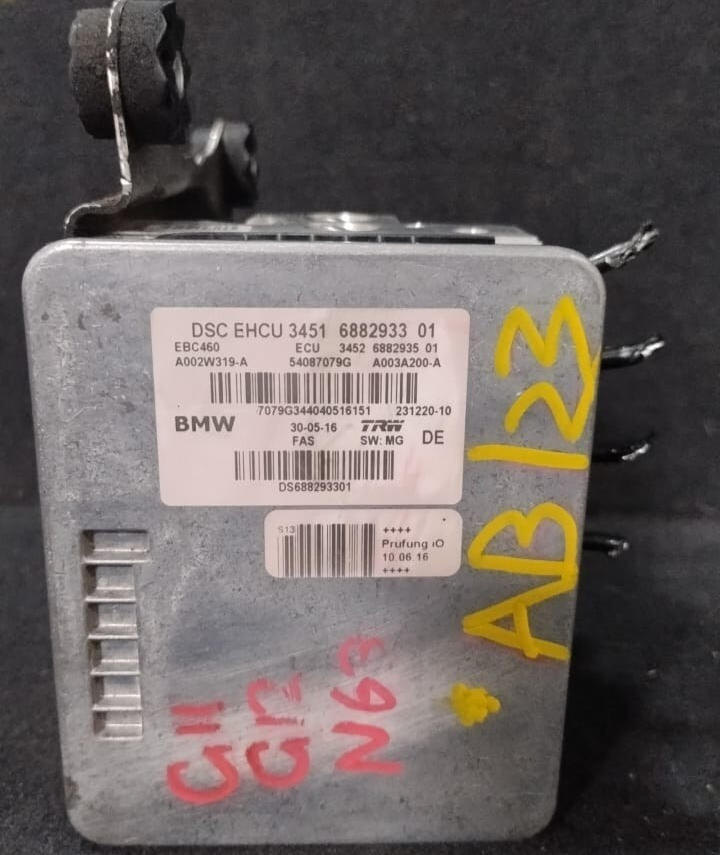 DSC EHCU 3451 6882933 01
EBC460 ECU 3452 6882935 01
A002W319-A 54087079G A003A200-A
7079G344040516151 231220-10
BMW 30-05-16 TRW
FAS SW: MG DE
DS688293301
S13 ++++
Prüfung iO
10.06.16
++++
AB123
G11
G12
N63